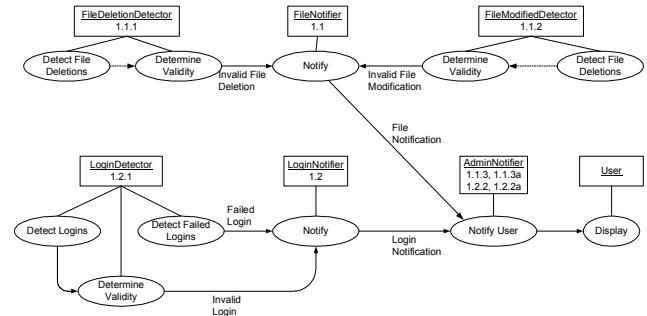 FileDeletionDetector
1.1.1
FileNotifier
1.1
FileModifiedDetector
1.1.2
Detect File
Deletions
Determine
Validity
Invalid File
Deletion
Notify
Invalid File
Modification
Determine
Validity
Detect File
Deletions
File
Notification
LoginDetector
1.2.1
LoginNotifier
1.2
AdminNotifier
1.1.3, 1.1.3a
1.2.2, 1.2.2a
User
Detect Logins
Detect Failed
Logins
Failed
Login
Notify
Login
Notification
Notify User
Display
Determine
Validity
Invalid
Login